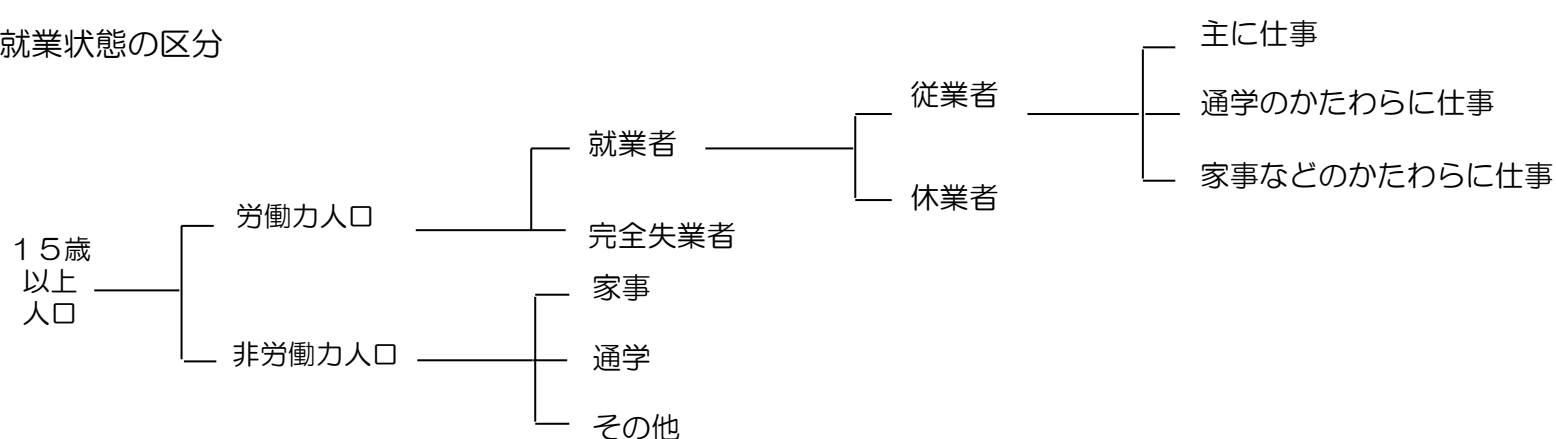 就業状態の区分
主に仕事
従業者
通学のかたわらに仕事
就業者
家事などのかたわらに仕事
休業者
労働力人口
完全失業者
１５歳
以上
人口
家事
非労働力人口
通学
その他